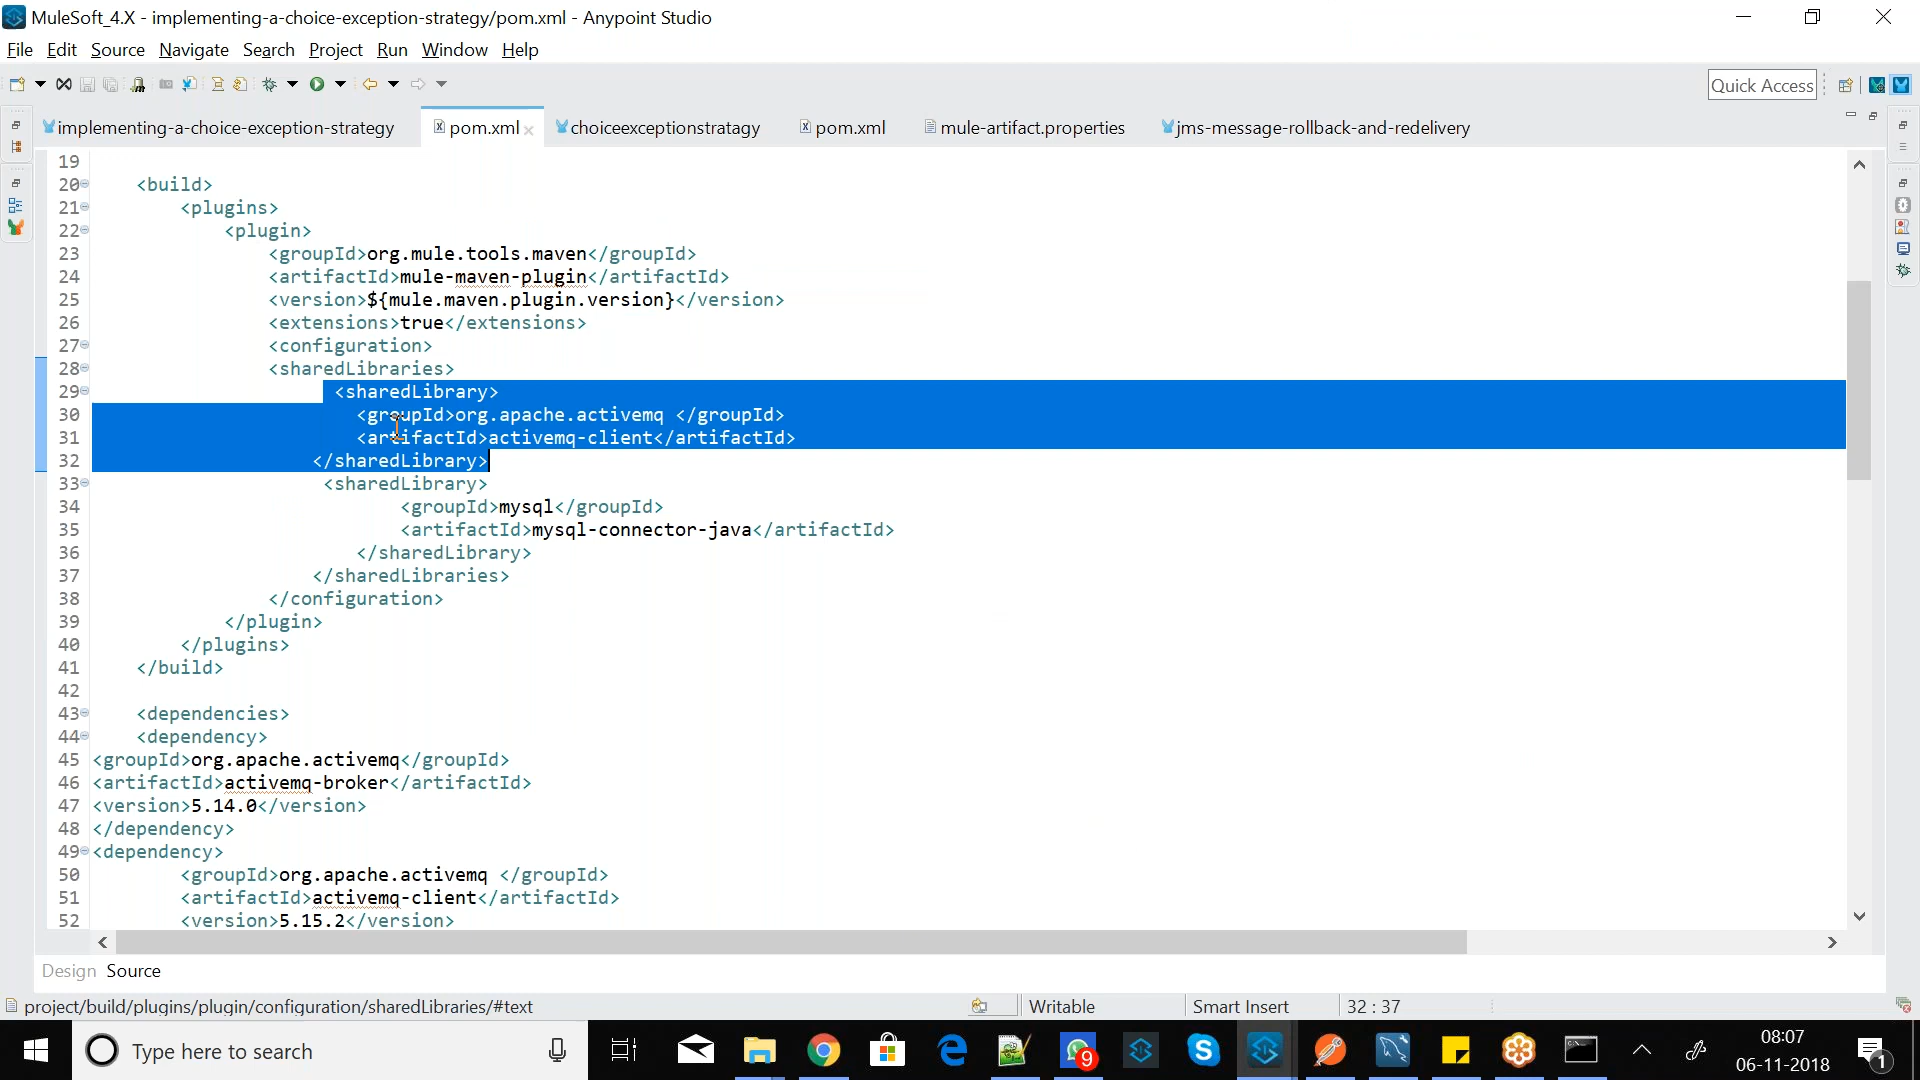 MuleSoft_4.X - implementing-a-choice-exception-strategy/pom.xml - Anypoint Studio
File Edit Source Navigate Search Project Run Window Help
Quick Access
implementing-a-choice-exception-strategy pom.xml choiceexceptionstratagy pom.xml mule-artifact.properties jms-message-rollback-and-redelivery
19
20 <build>
21 <plugins>
22 <plugin>
23 <groupId>org.mule.tools.maven</groupId>
24 <artifactId>mule-maven-plugin</artifactId>
25 <version>${mule.maven.plugin.version}</version>
26 <extensions>true</extensions>
27 <configuration>
28 <sharedLibraries>
29 <sharedLibrary>
30 <groupId>org.apache.activemq </groupId>
31 <artifactId>activemq-client</artifactId>
32 </sharedLibrary>
33 <sharedLibrary>
34 <groupId>mysql</groupId>
35 <artifactId>mysql-connector-java</artifactId>
36 </sharedLibrary>
37 </sharedLibraries>
38 </configuration>
39 </plugin>
40 </plugins>
41 </build>
42
43 <dependencies>
44 <dependency>
45 <groupId>org.apache.activemq</groupId>
46 <artifactId>activemq-broker</artifactId>
47 <version>5.14.0</version>
48 </dependency>
49 <dependency>
50 <groupId>org.apache.activemq </groupId>
51 <artifactId>activemq-client</artifactId>
52 <version>5.15.2</version>
Design Source
project/build/plugins/plugin/configuration/sharedLibraries/#text Writable Smart Insert 32 : 37
Type here to search 9 08:07 1
06-11-2018